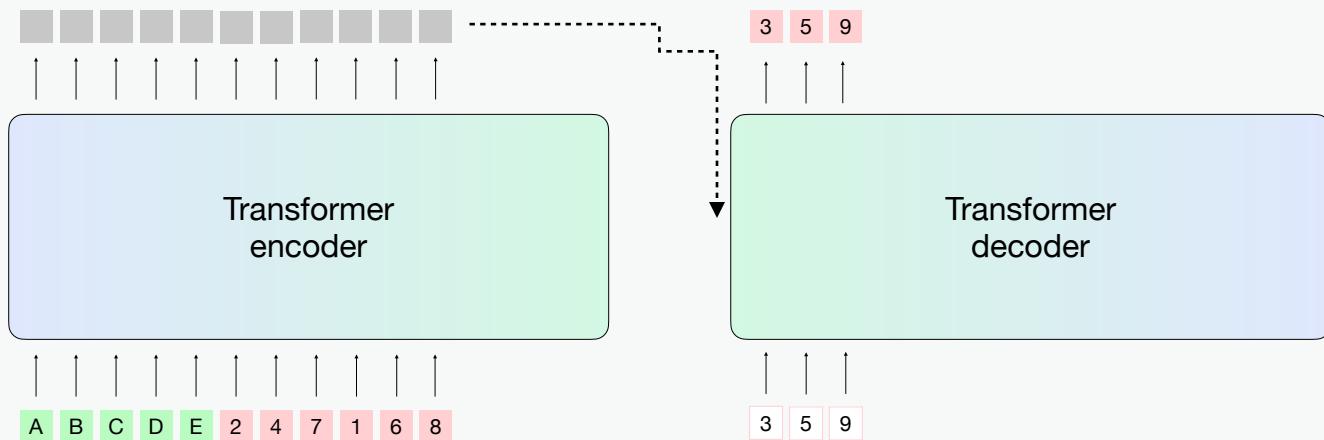 3 5 9
Transformer
encoder
Transformer
decoder
A B C D E 2 4 7 1 6 8
3 5 9